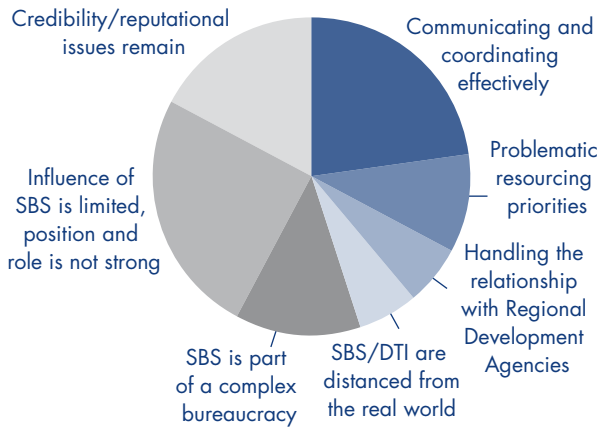 Credibility/reputational
issues remain
Communicating and
coordinating
effectively
Problematic
resourcing
priorities
Handling the
relationship
with Regional
Development
Agencies
SBS/DTI are
distanced from
the real world
SBS is part
of a complex
bureaucracy
Influence of
SBS is limited,
position and
role is not strong